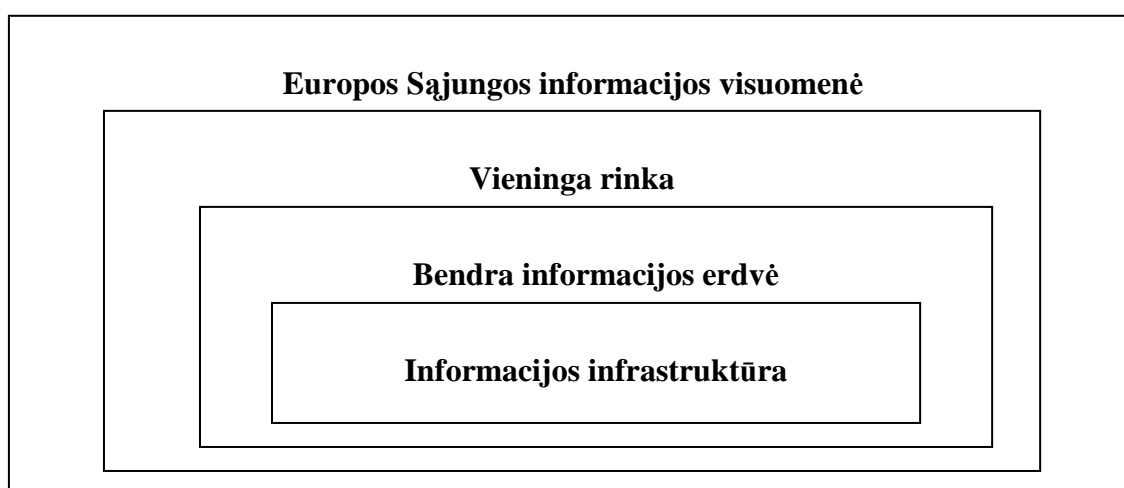 Europos Sąjungos informacijos visuomenė
Vieninga rinka
Bendra informacijos erdvė
Informacijos infrastruktūra